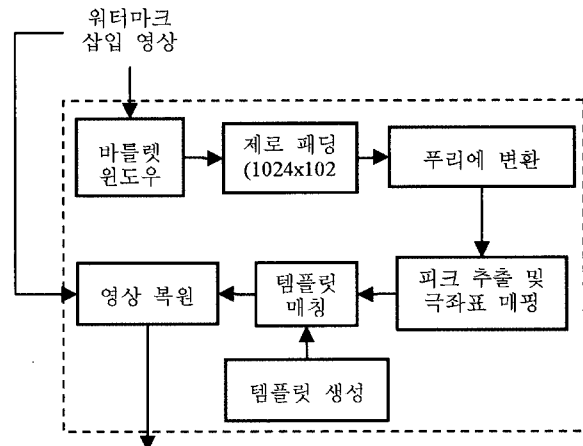 워터마크
삽입 영상
바틀렛
윈도우
제로 패딩
(1024x102
푸리에 변환
영상 복원
템플릿
매칭
피크 추출 및
극좌표 매핑
템플릿 생성